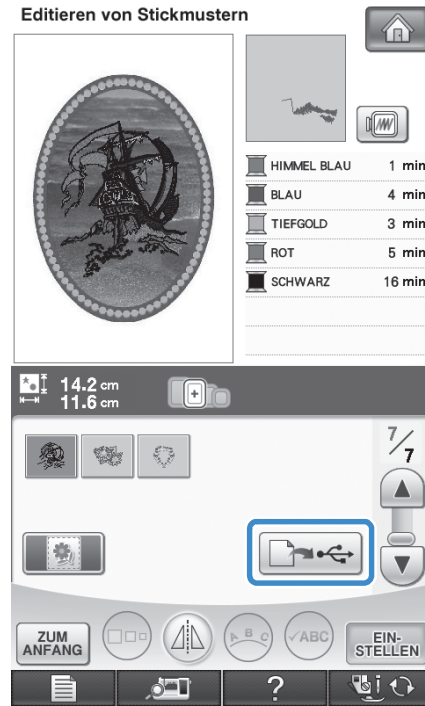 Editieren von Stickmustern
HIMMEL BLAU 1 min
BLAU 4 min
TIEFGOLD 3 min
ROT 5 min
SCHWARZ 16 min
14.2 cm
11.6 cm
7/7
ZUM ANFANG
A B C
✓ABC
EIN-
STELLEN
?